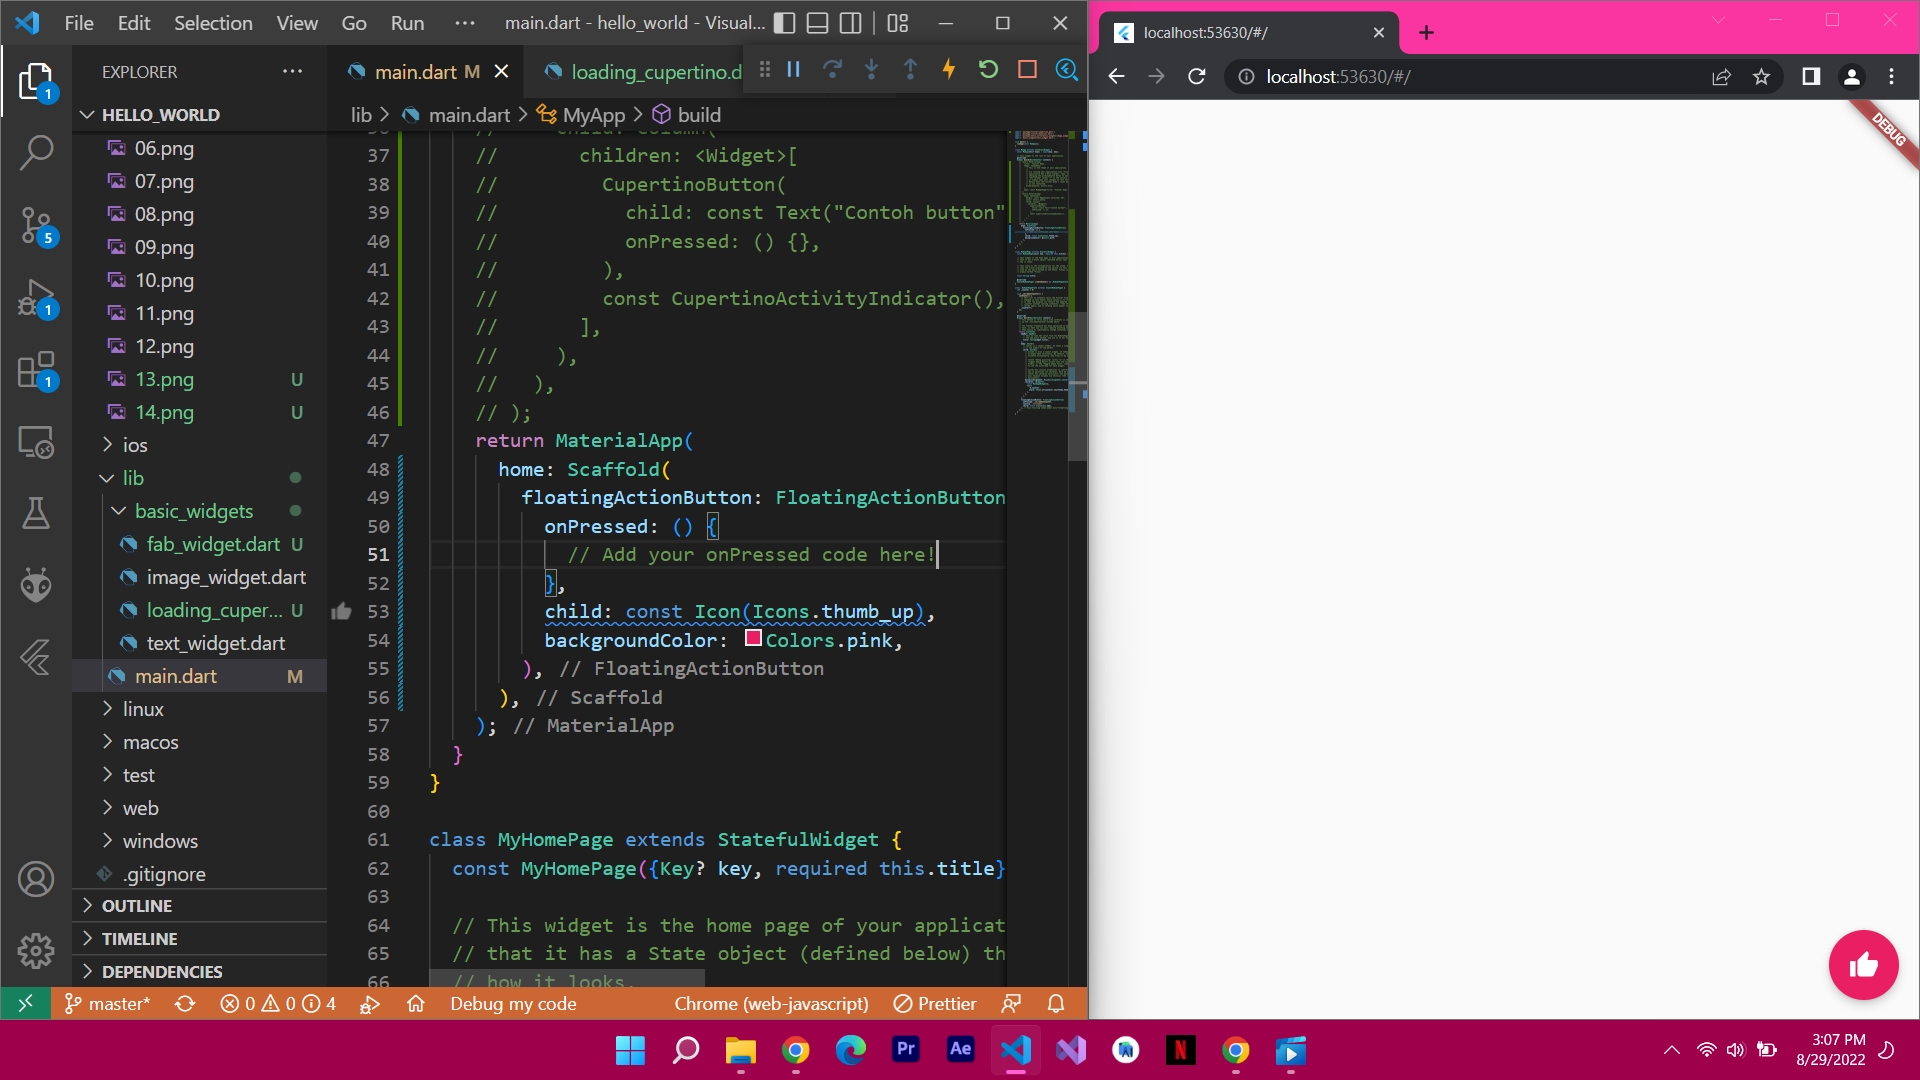 File Edit Selection View Go Run ··· main.dart - hello_world - Visual...
EXPLORER ···
HELLO_WORLD
06.png
07.png
08.png
09.png
10.png
11.png
12.png
13.png U
14.png U
ios
lib
basic_widgets
fab_widget.dart U
image_widget.dart
loading_cuper... U
text_widget.dart
main.dart M
linux
macos
test
web
windows
.gitignore
OUTLINE
TIMELINE
DEPENDENCIES
1
5
1
1
main.dart M loading_cupertino.d
lib > main.dart > MyApp > build
36 // child: Column(
37 // children: <Widget>[
38 // CupertinoButton(
39 // child: const Text("Contoh button"
40 // onPressed: () {},
41 // ),
42 // const CupertinoActivityIndicator(),
43 // ],
44 // ),
45 // ),
46 // );
47 return MaterialApp(
48 home: Scaffold(
49 floatingActionButton: FloatingActionButton
50 onPressed: () {
51 // Add your onPressed code here!
52 },
53 child: const Icon(Icons.thumb_up),
54 backgroundColor: Colors.pink,
55 ), // FloatingActionButton
56 ), // Scaffold
57 ); // MaterialApp
58 }
59 }
60
61 class MyHomePage extends StatefulWidget {
62 const MyHomePage({Key? key, required this.title}
63
64 // This widget is the home page of your applicat
65 // that it has a State object (defined below) th
66 // how it looks.
master* 0 0 4 Debug my code Chrome (web-javascript) Prettier
localhost:53630/#/
localhost:53630/#/
DEBUG
Pr Ae N
3:07 PM
8/29/2022